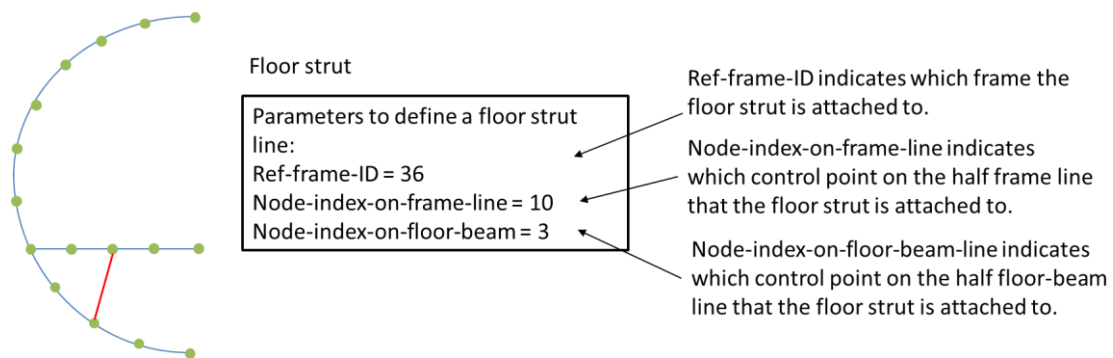 Floor strut
Parameters to define a floor strut
line:
Ref-frame-ID = 36
Node-index-on-frame-line = 10
Node-index-on-floor-beam = 3
Ref-frame-ID indicates which frame the
floor strut is attached to.
Node-index-on-frame-line indicates
which control point on the half frame line
that the floor strut is attached to.
Node-index-on-floor-beam-line indicates
which control point on the half floor-beam
line that the floor strut is attached to.